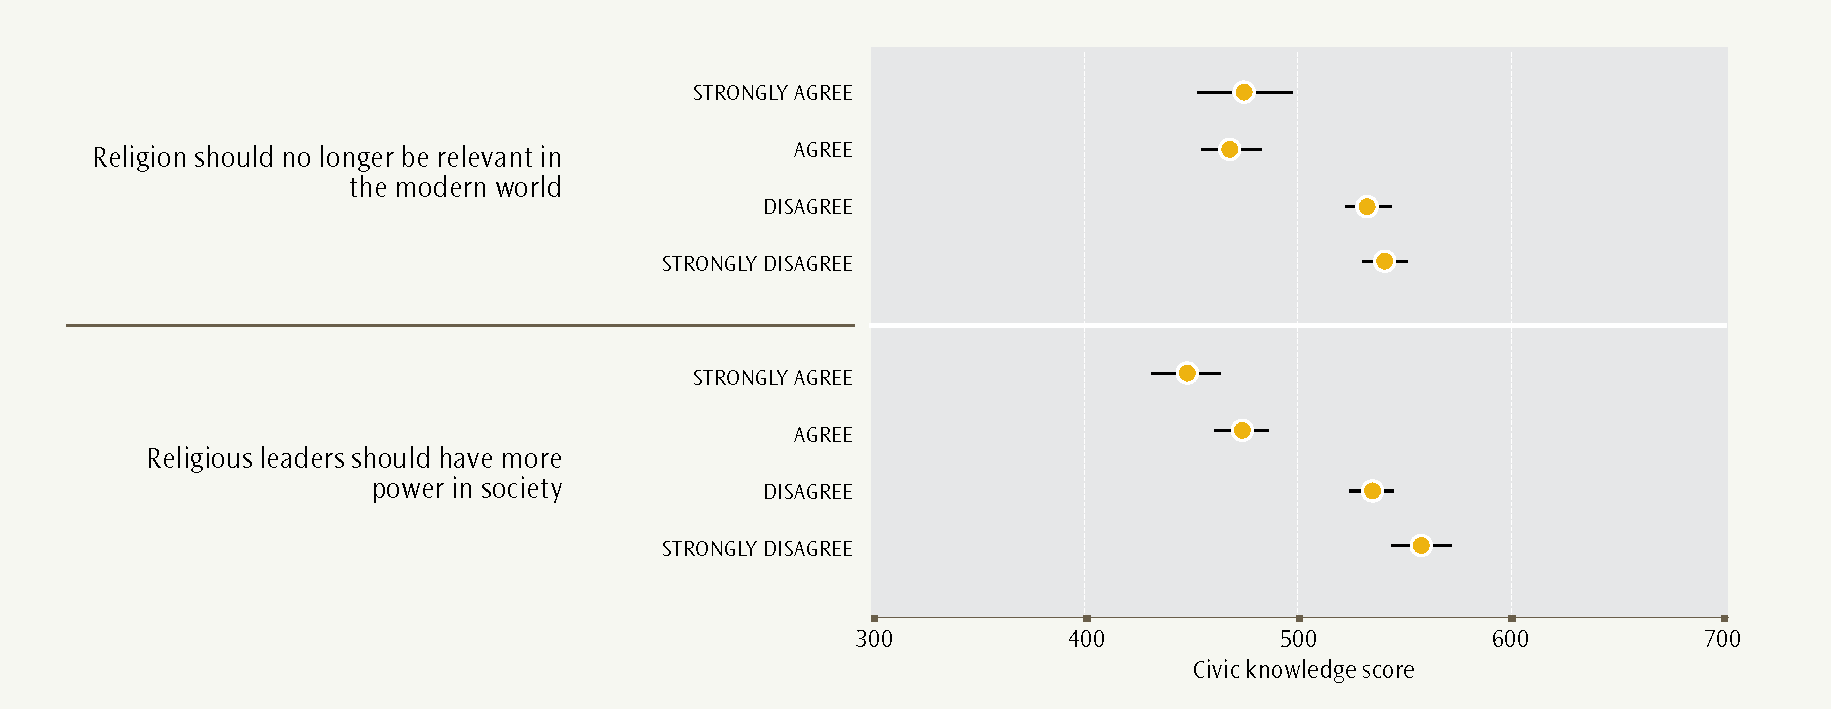 STRONGLY AGREE
AGREE
Religion should no longer be relevant in
the modern world
DISAGREE
STRONGLY DISAGREE
STRONGLY AGREE
AGREE
Religious leaders should have more
power in society
DISAGREE
STRONGLY DISAGREE
300 400 500 600 700
Civic knowledge score